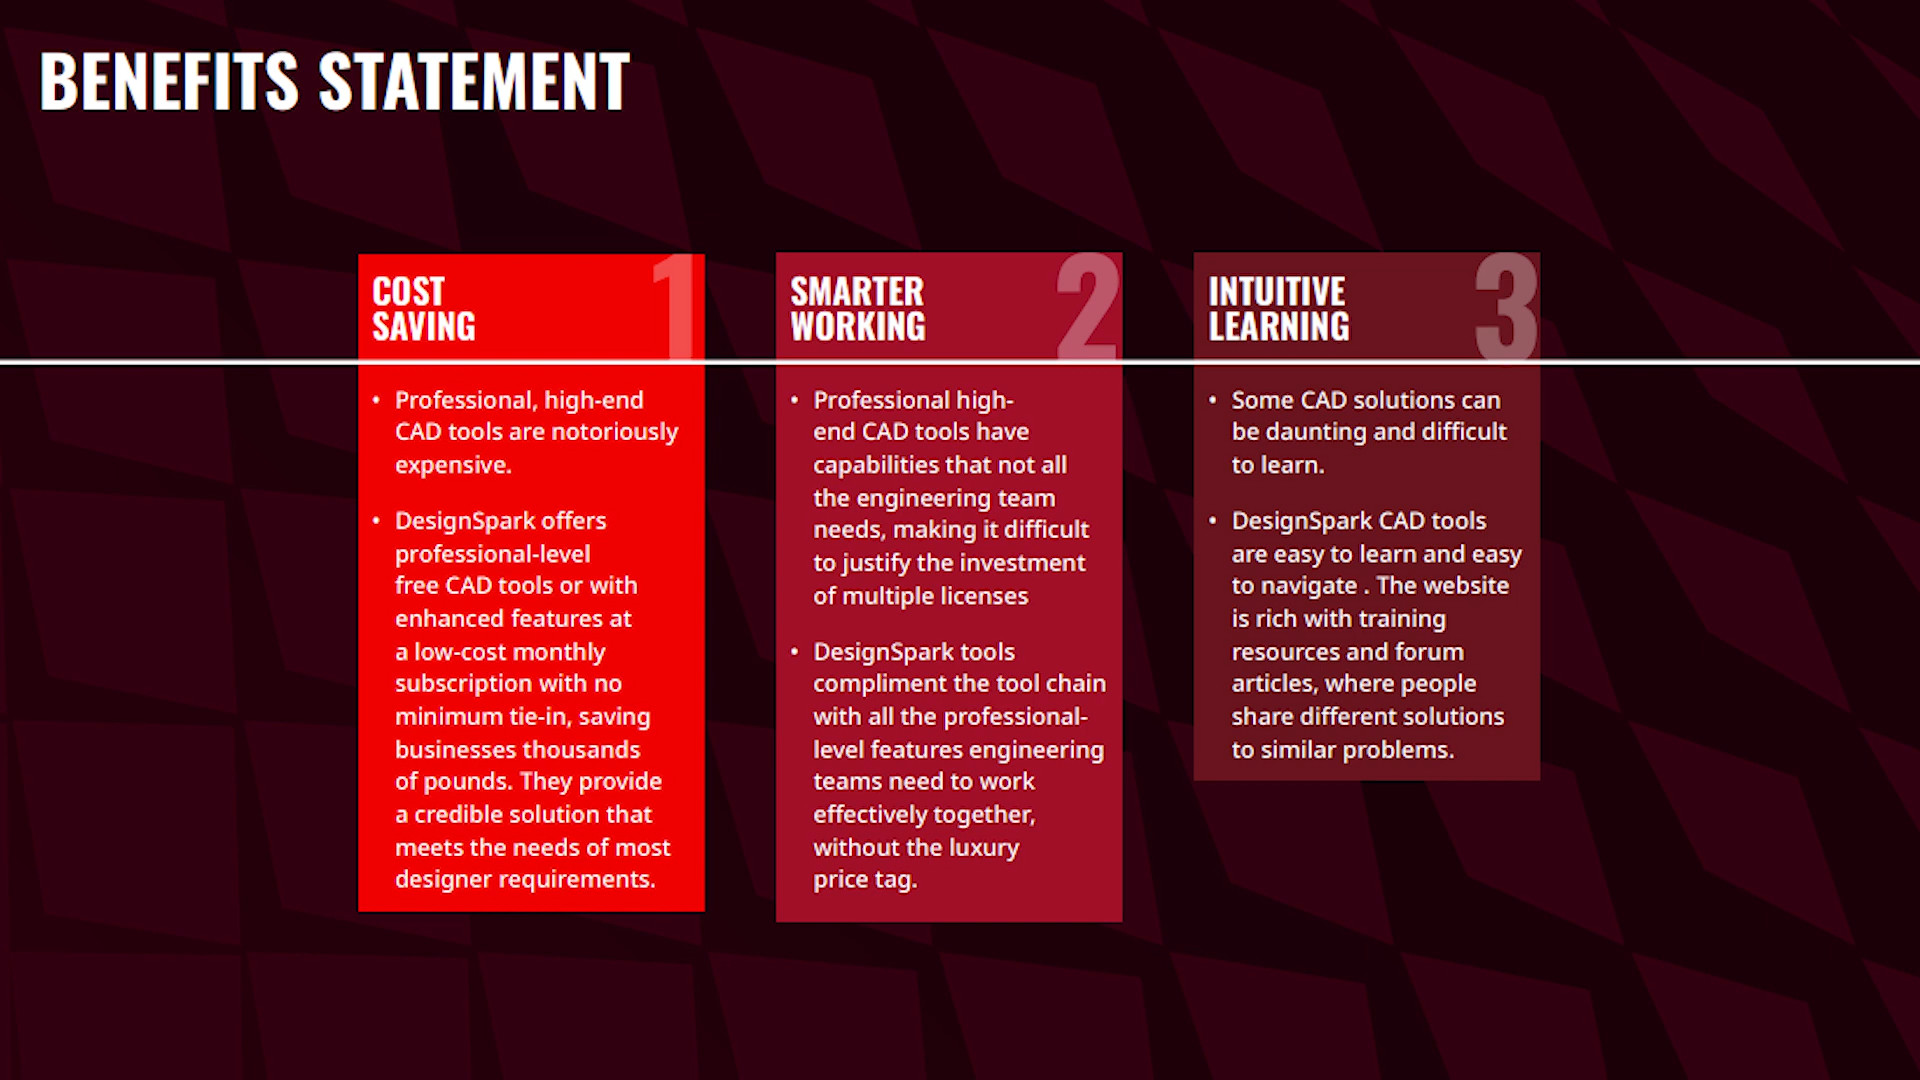 BENEFITS STATEMENT
COST
SAVING
1
• Professional, high-end
CAD tools are notoriously
expensive.
• DesignSpark offers
professional-level
free CAD tools or with
enhanced features at
a low-cost monthly
subscription with no
minimum tie-in, saving
businesses thousands
of pounds. They provide
a credible solution that
meets the needs of most
designer requirements.
SMARTER
WORKING
2
• Professional high-
end CAD tools have
capabilities that not all
the engineering team
needs, making it difficult
to justify the investment
of multiple licenses
• DesignSpark tools
compliment the tool chain
with all the professional-
level features engineering
teams need to work
effectively together,
without the luxury
price tag.
INTUITIVE
LEARNING
3
• Some CAD solutions can
be daunting and difficult
to learn.
• DesignSpark CAD tools
are easy to learn and easy
to navigate . The website
is rich with training
resources and forum
articles, where people
share different solutions
to similar problems.